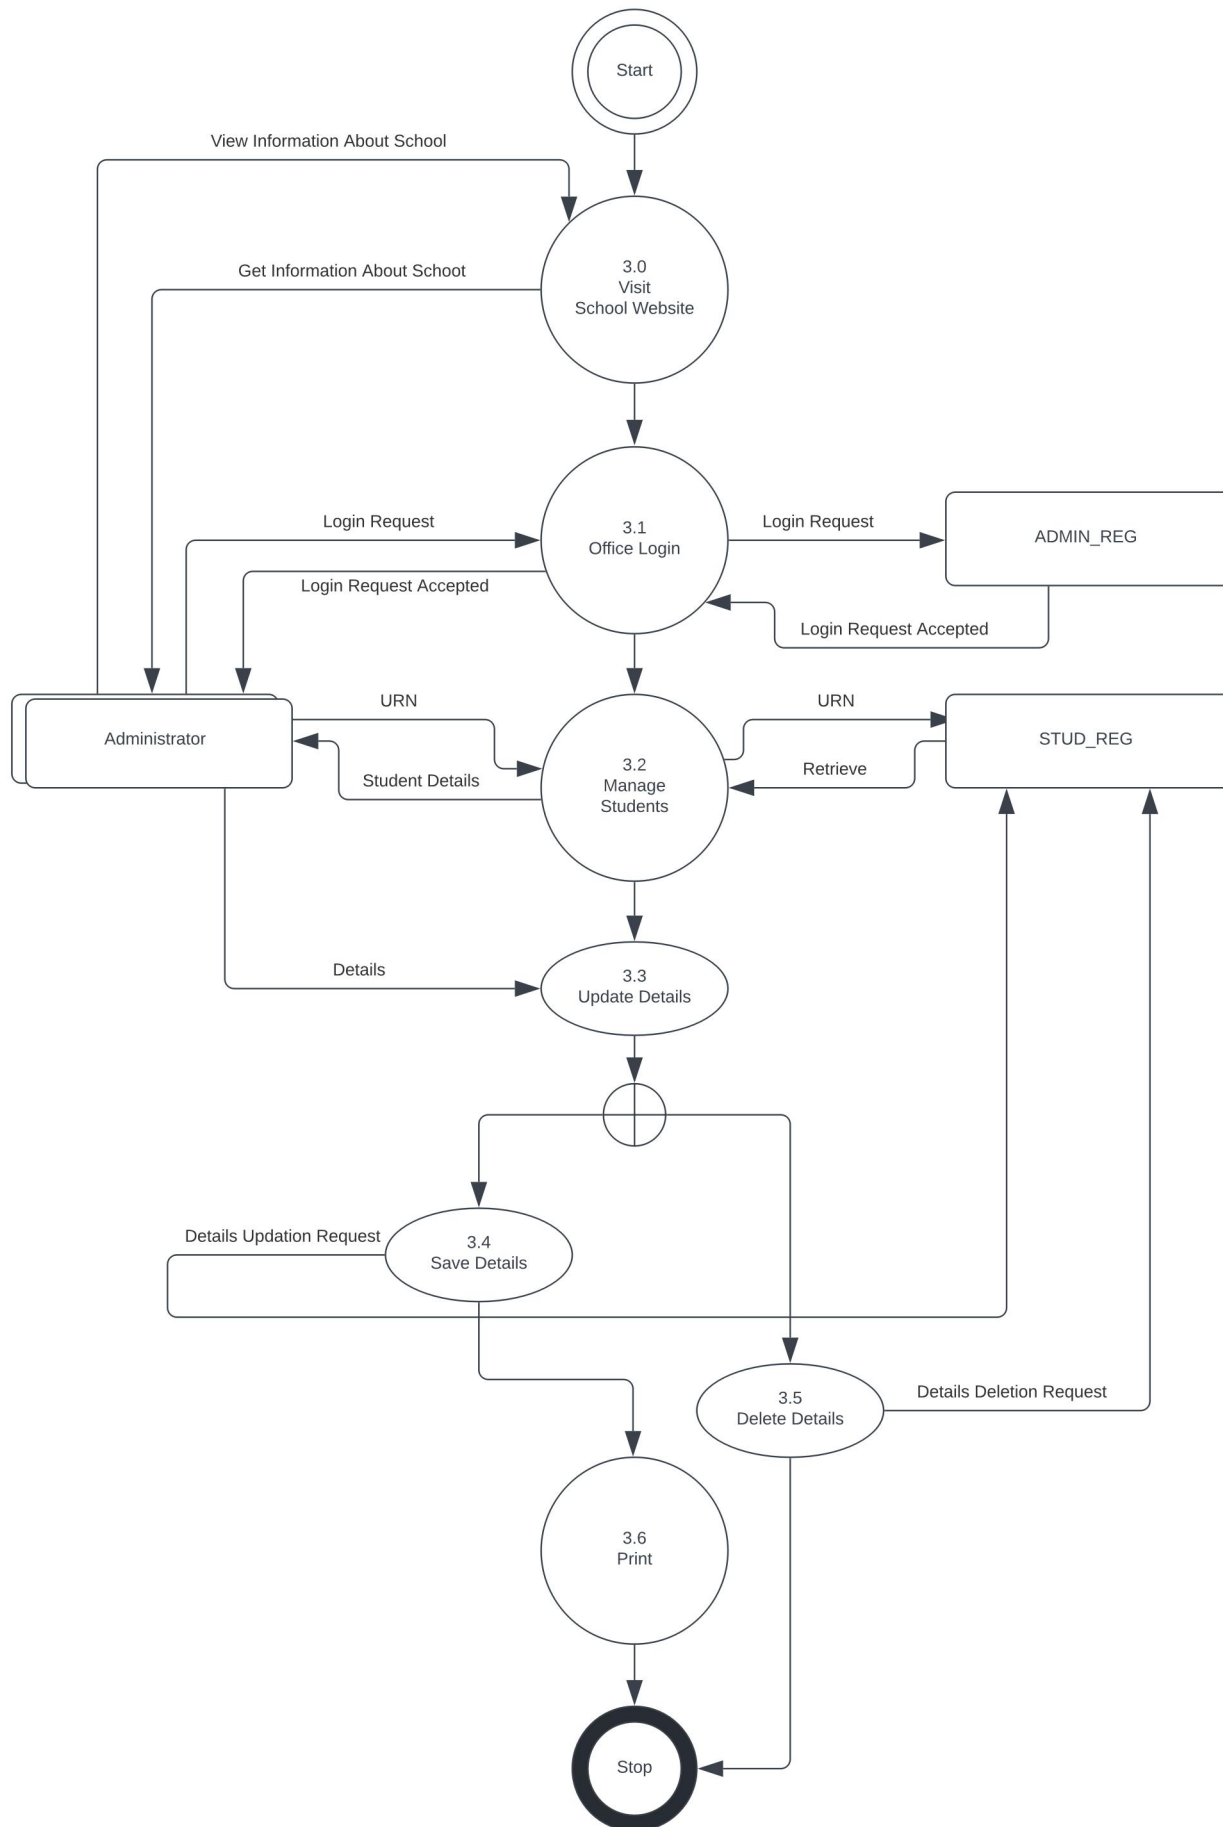 Start
View Information About School
3.0
Visit
School Website
Get Information About Schoot
3.1
Office Login
Login Request
Login Request
ADMIN_REG
Login Request Accepted
Login Request Accepted
URN
URN
Administrator
STUD_REG
3.2
Manage
Students
Retrieve
Student Details
3.3
Update Details
Details
Details Updation Request
3.4
Save Details
3.5
Delete Details
Details Deletion Request
3.6
Print
Stop